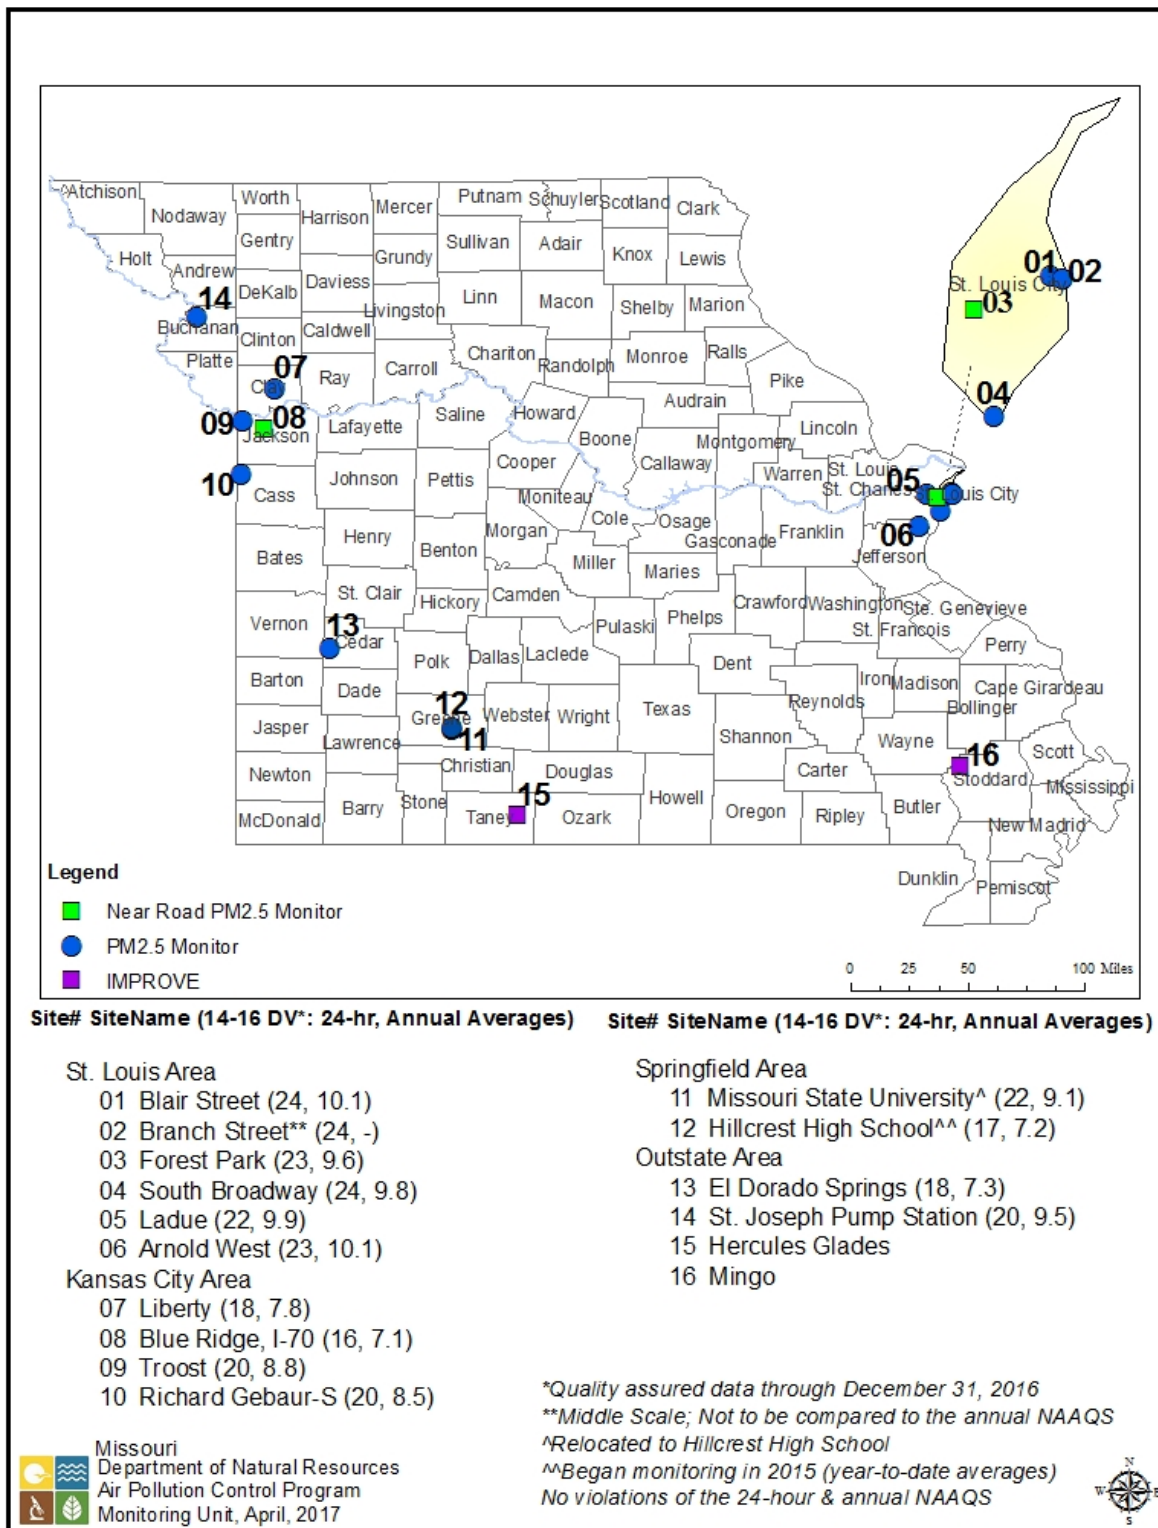 Atchison
Nodaway
Worth
Harrison
Mercer
Putnam
Schuyler
Scotland
Clark
Gentry
Sullivan
Adair
Knox
Lewis
Holt
Andrew
DeKalb
Daviess
Grundy
Livingston
Linn
Macon
Shelby
Marion
14
Buchanan
Clinton
Caldwell
Chariton
Randolph
Monroe
Ralls
Platte
07
Clay
Ray
Carroll
Pike
Saline
Howard
Audrain
09
08
Jackson
Lafayette
Boone
Montgomery
Lincoln
10
Cass
Johnson
Pettis
Cooper
Callaway
Warren
St. Louis
St. Charles
05
St. Louis City
Moniteau
Cole
Osage
Morgan
Gasconade
Franklin
06
Jefferson
Bates
Henry
Benton
Miller
Maries
St. Clair
Hickory
Camden
Crawford
Washington
Ste. Genevieve
St. Francois
Vernon
13
Cedar
Pulaski
Phelps
Perry
Polk
Dallas
Laclede
Dent
Barton
Dade
Iron
Madison
Cape Girardeau
Bollinger
Reynolds
12
Greene
11
Webster
Wright
Texas
Jasper
Lawrence
Shannon
Wayne
Scott
Christian
Newton
Douglas
Carter
16
Stoddard
Mississippi
Barry
Stone
15
Taney
Ozark
Howell
Oregon
Ripley
Butler
McDonald
New Madrid
Dunklin
Pemiscot
01
02
St. Louis City
03
04
Legend
Near Road PM2.5 Monitor
PM2.5 Monitor
IMPROVE
0 25 50 100 Miles
Site# SiteName (14-16 DV*: 24-hr, Annual Averages)
St. Louis Area
01 Blair Street (24, 10.1)
02 Branch Street** (24, -)
03 Forest Park (23, 9.6)
04 South Broadway (24, 9.8)
05 Ladue (22, 9.9)
06 Arnold West (23, 10.1)
Kansas City Area
07 Liberty (18, 7.8)
08 Blue Ridge, I-70 (16, 7.1)
09 Troost (20, 8.8)
10 Richard Gebaur-S (20, 8.5)
Site# SiteName (14-16 DV*: 24-hr, Annual Averages)
Springfield Area
11 Missouri State University^ (22, 9.1)
12 Hillcrest High School^^ (17, 7.2)
Outstate Area
13 El Dorado Springs (18, 7.3)
14 St. Joseph Pump Station (20, 9.5)
15 Hercules Glades
16 Mingo
*Quality assured data through December 31, 2016
**Middle Scale; Not to be compared to the annual NAAQS
^Relocated to Hillcrest High School
^^Began monitoring in 2015 (year-to-date averages)
No violations of the 24-hour & annual NAAQS
Missouri
Department of Natural Resources
Air Pollution Control Program
Monitoring Unit, April, 2017
N
W
E
S